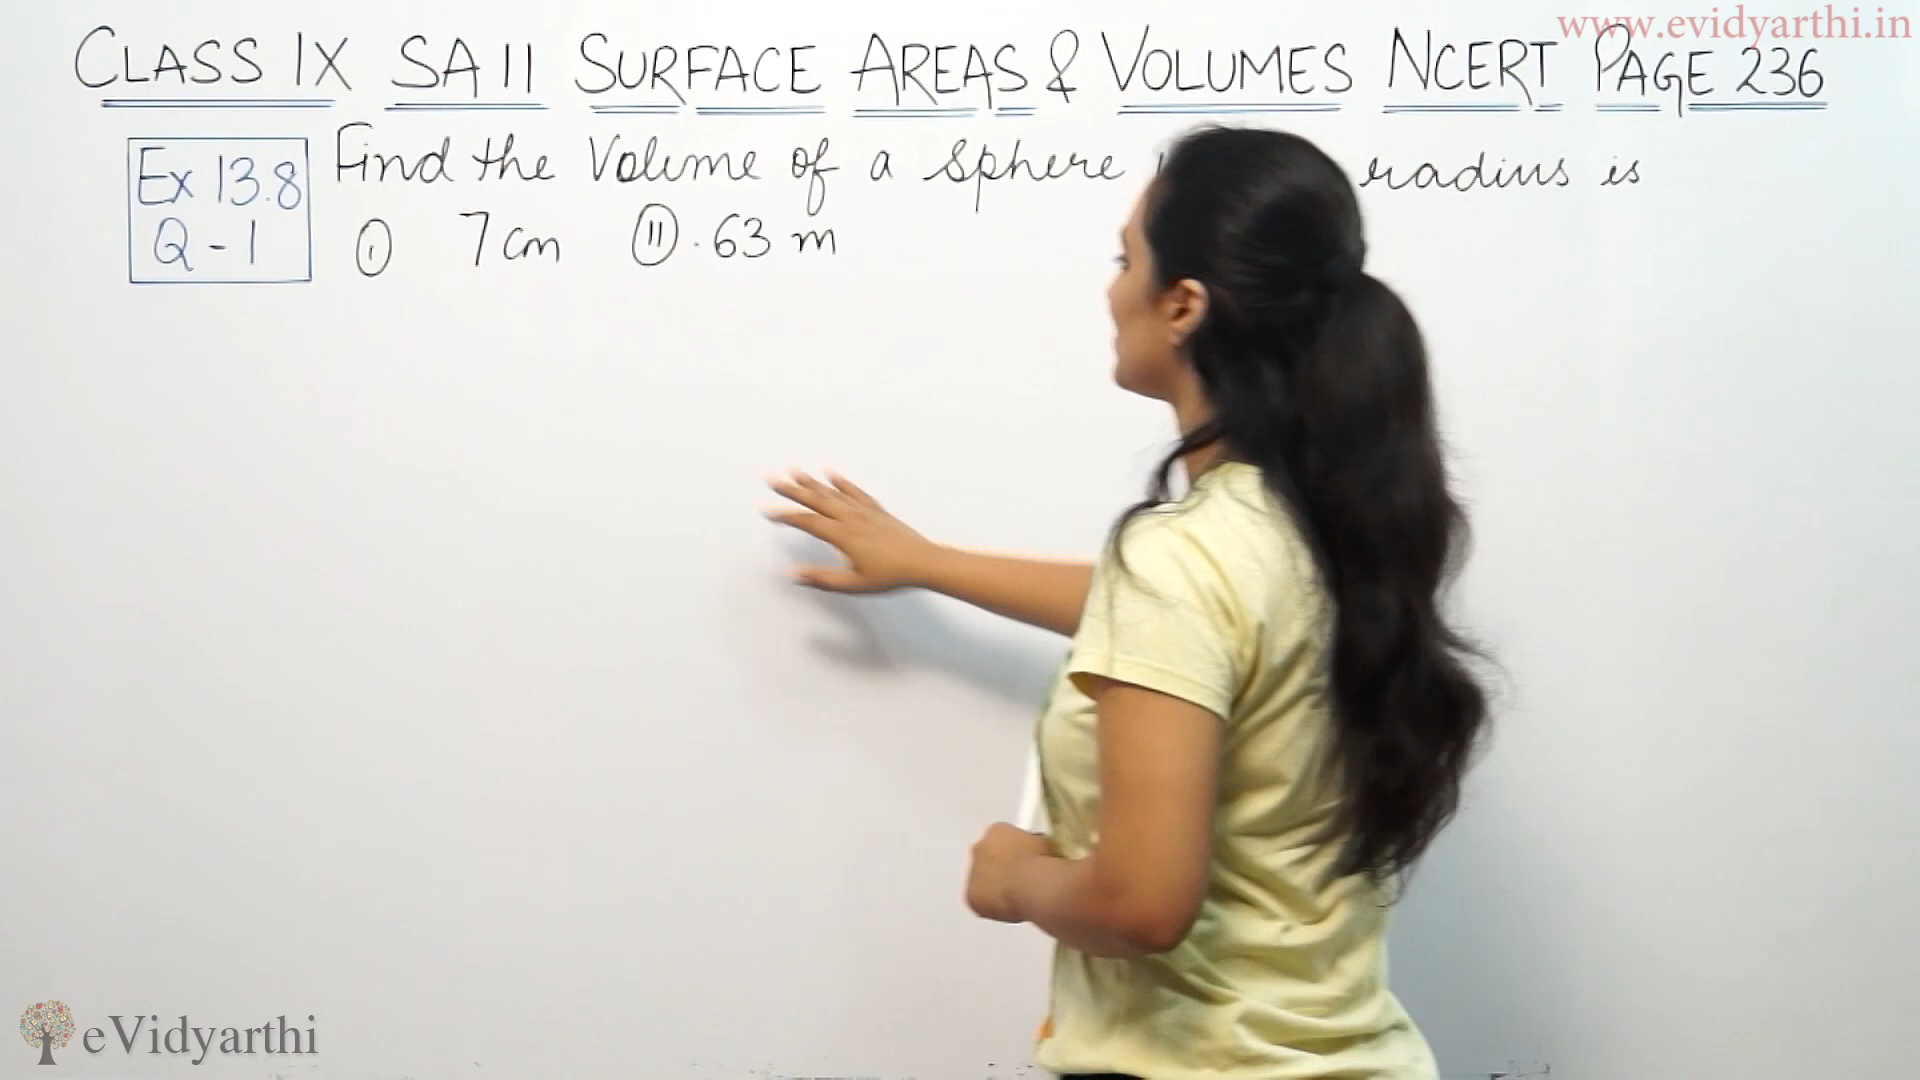 www.evidyarthi.in
CLASS IX SA II SURFACE AREAS & VOLUMES NCERT PAGE 236
Ex 13.8 Find the Volume of a sphere radius is
Q - 1 (i) 7 cm (ii) .63 m
eVidyarthi